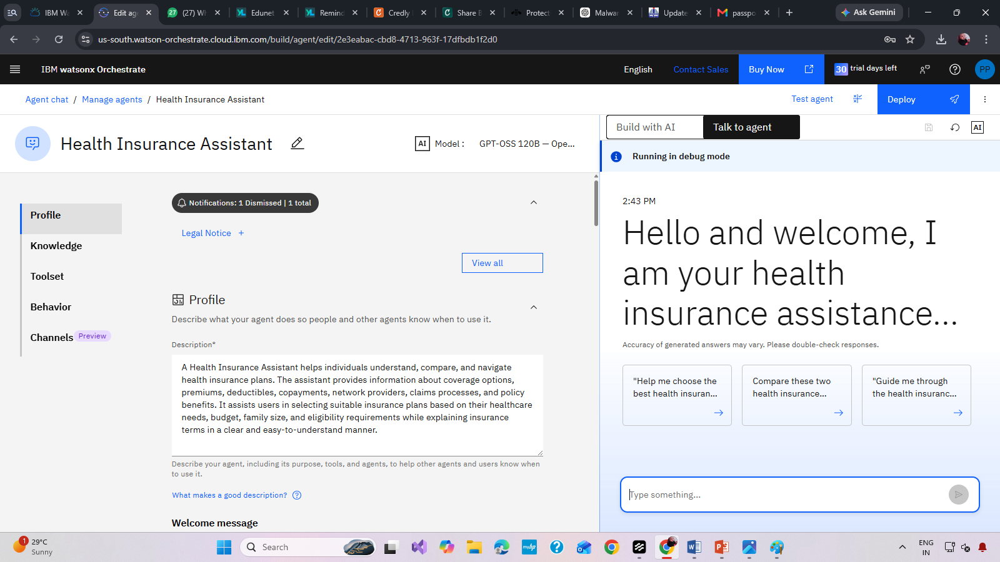 IBM Wa
Edit age
27
(27) Wh
Edunet
Remind
Credly
Share B
Protect
Malwar
Update
passpo
Ask Gemini
us-south.watson-orchestrate.cloud.ibm.com/build/agent/edit/2e3eabac-cbd8-4713-963f-17dfbdb1f2d0
IBM watsonx Orchestrate
English
Contact Sales
Buy Now
30 trial days left
PP
Agent chat / Manage agents / Health Insurance Assistant
Test agent
Deploy
Health Insurance Assistant
AI Model : GPT-OSS 120B — Ope...
Build with AI
Talk to agent
AI
Running in debug mode
Profile
Knowledge
Toolset
Behavior
Channels Preview
Notifications: 1 Dismissed | 1 total
Legal Notice +
View all
Profile
Describe what your agent does so people and other agents know when to use it.
Description*
A Health Insurance Assistant helps individuals understand, compare, and navigate
health insurance plans. The assistant provides information about coverage options,
premiums, deductibles, copayments, network providers, claims processes, and policy
benefits. It assists users in selecting suitable insurance plans based on their healthcare
needs, budget, family size, and eligibility requirements while explaining insurance
terms in a clear and easy-to-understand manner.
Describe your agent, including its purpose, tools, and agents, to help other agents and users know when
to use it.
What makes a good description?
Welcome message
2:43 PM
Hello and welcome, I
am your health
insurance assistance...
Accuracy of generated answers may vary. Please double-check responses.
"Help me choose the
best health insuran...
Compare these two
health insurance...
"Guide me through
the health insuranc...
Type something...
1
29°C
Sunny
Search
myhp
ENG
IN